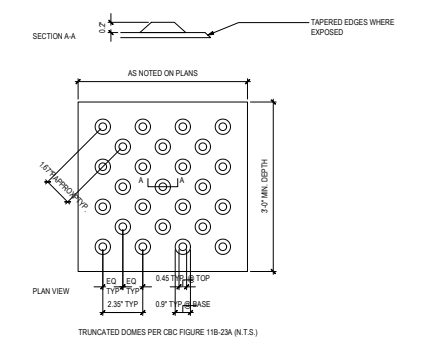 0.2"
TAPERED EDGES WHERE
EXPOSED
SECTION A-A
AS NOTED ON PLANS
1.67" APPROX TYP.
A
A
3'-0" MIN. DEPTH
EQ
TYP
EQ
TYP
0.45 TYP @ TOP
PLAN VIEW
2.35" TYP
0.9" TYP @ BASE
TRUNCATED DOMES PER CBC FIGURE 11B-23A (N.T.S.)